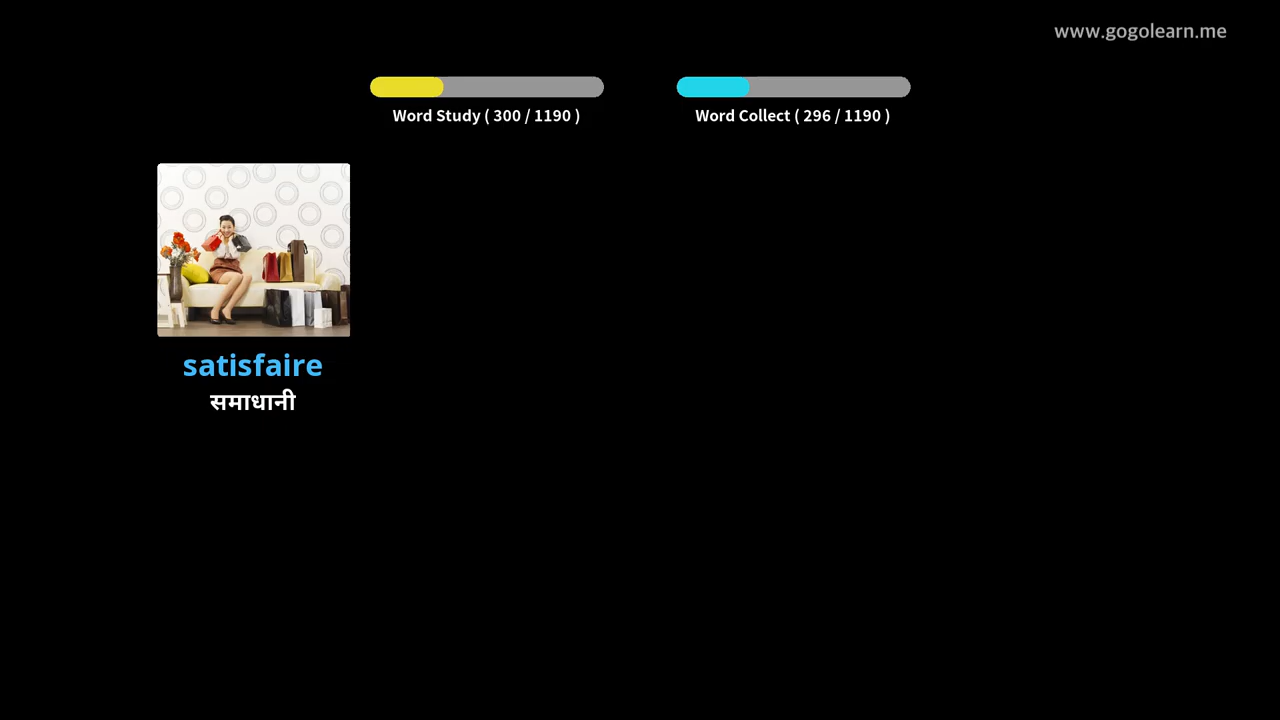 www.gogolearn.me
Word Study ( 300 / 1190 )
Word Collect ( 296 / 1190 )
satisfaire
समाधानी